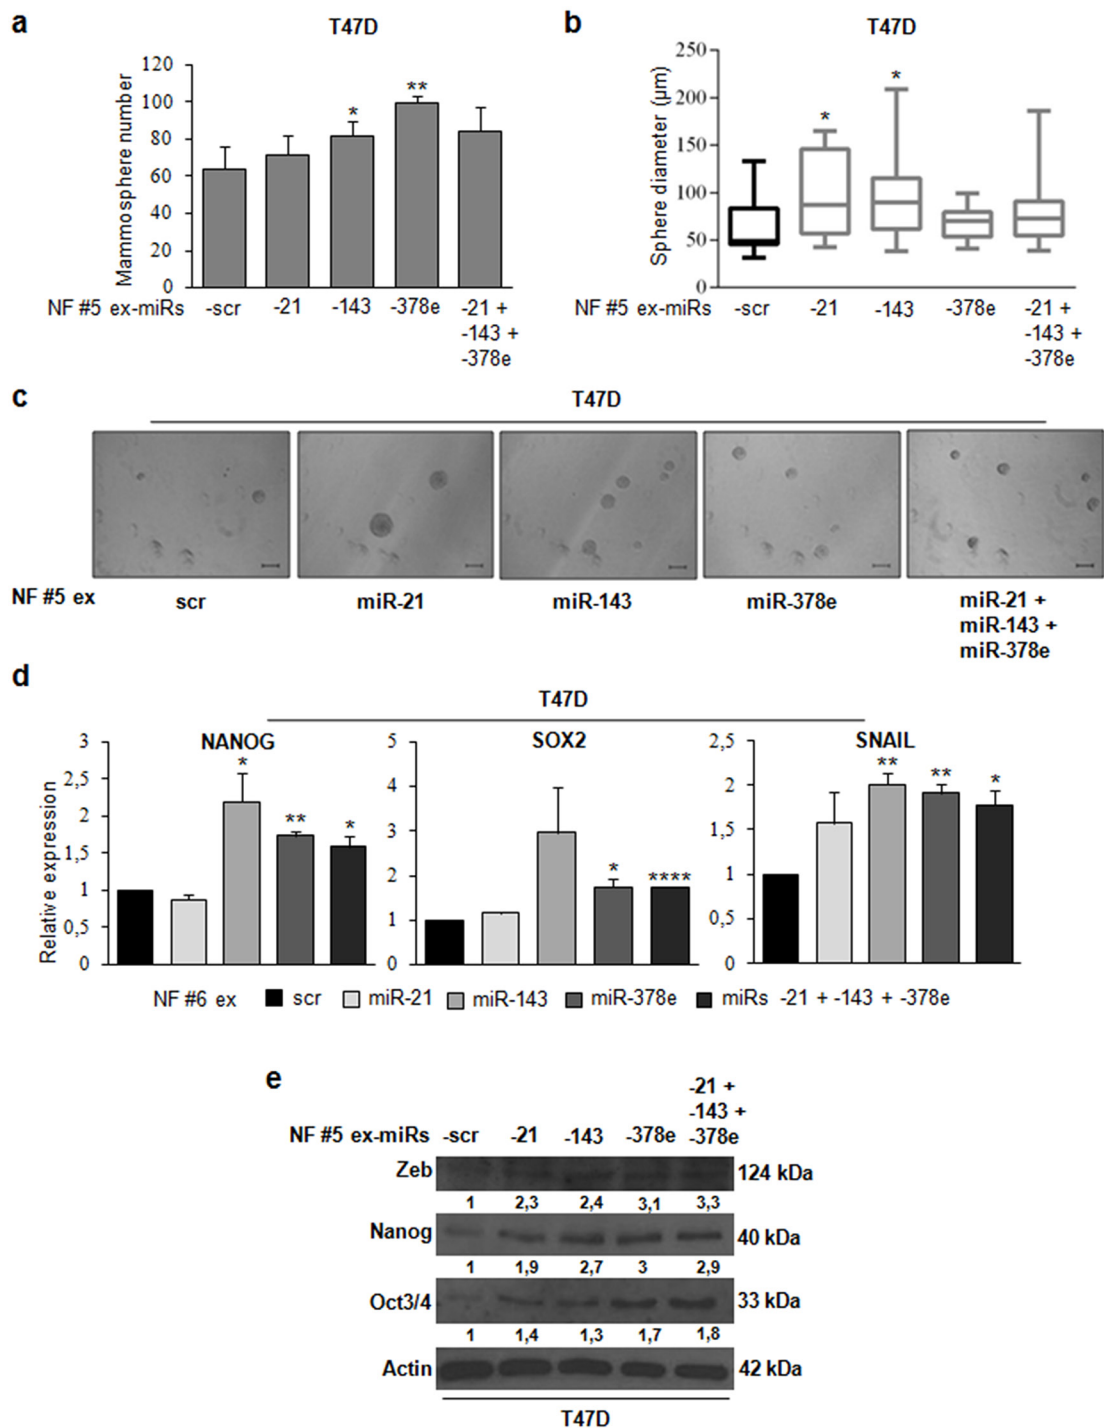 a
T47D
Mammosphere number
120
100
80
60
40
20
0
* **
NF #5 ex-miRs -scr -21 -143 -378e -21 +
-143 +
-378e
b
T47D
Sphere diameter (µm)
250
200
150
100
50
0
* *
NF #5 ex-miRs -scr -21 -143 -378e -21 +
-143 +
-378e
c
T47D
NF #5 ex scr miR-21 miR-143 miR-378e miR-21 +
miR-143 +
miR-378e
d
T47D
Relative expression
NANOG
3
2,5
2
1,5
1
0,5
0
* ** *
SOX2
5
4
3
2
1
0
* ****
SNAIL
2,5
2
1,5
1
0,5
0
** ** *
NF #6 ex scr miR-21 miR-143 miR-378e miRs -21 + -143 + -378e
e
-21 +
-143 +
NF #5 ex-miRs -scr -21 -143 -378e -378e
Zeb 124 kDa
1 2,3 2,4 3,1 3,3
Nanog 40 kDa
1 1,9 2,7 3 2,9
Oct3/4 33 kDa
1 1,4 1,3 1,7 1,8
Actin 42 kDa
T47D